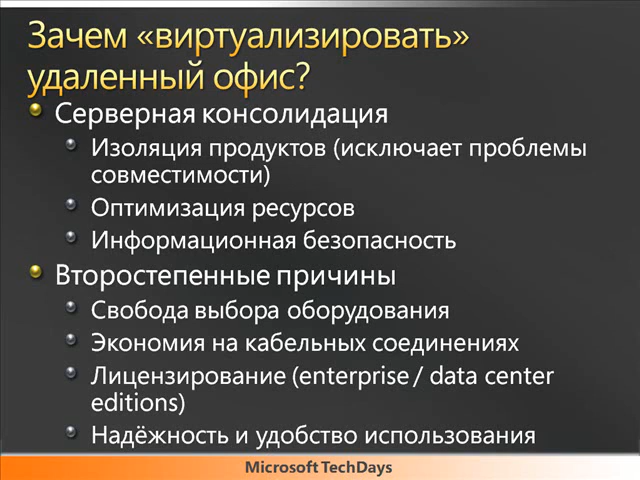 Зачем «виртуализировать»
удаленный офис?
Серверная консолидация
Изоляция продуктов (исключает проблемы
совместимости)
Оптимизация ресурсов
Информационная безопасность
Второстепенные причины
Свобода выбора оборудования
Экономия на кабельных соединениях
Лицензирование (enterprise / data center
editions)
Надёжность и удобство использования
Microsoft TechDays